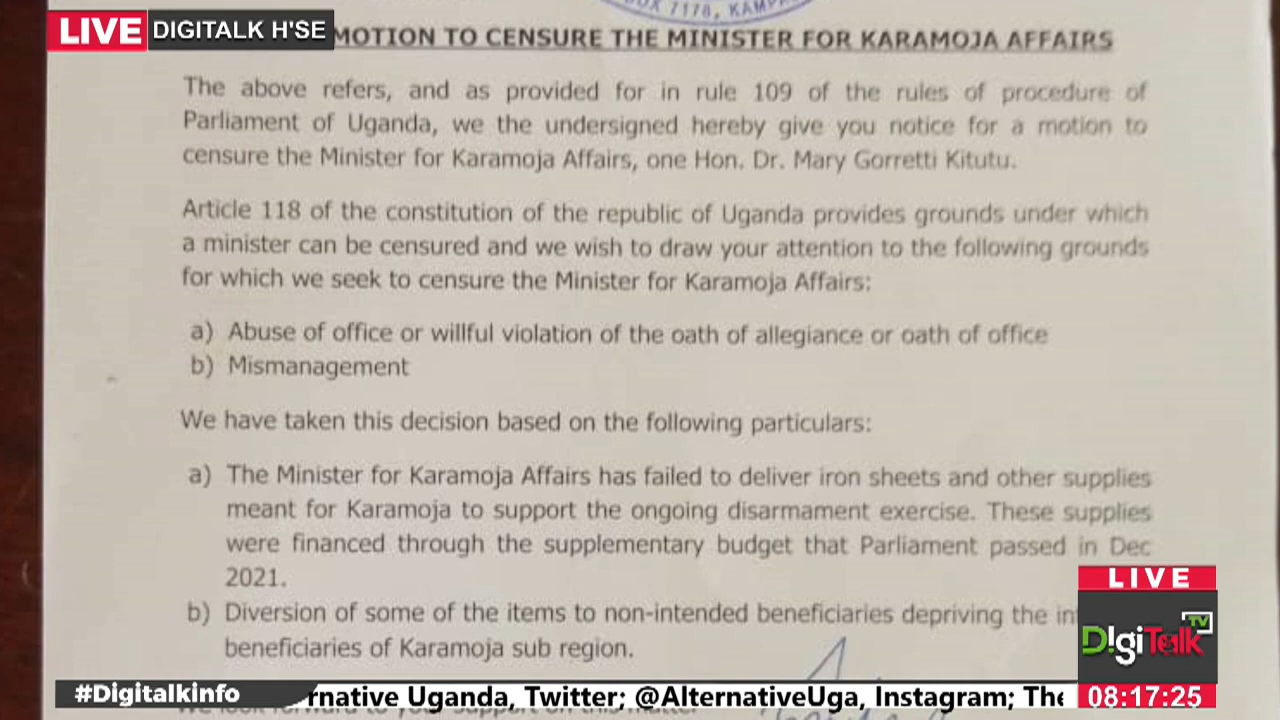 LIVE DIGITALK H'SE
BOX 7178, KAMPA
MOTION TO CENSURE THE MINISTER FOR KARAMOJA AFFAIRS
The above refers, and as provided for in rule 109 of the rules of procedure of
Parliament of Uganda, we the undersigned hereby give you notice for a motion to
censure the Minister for Karamoja Affairs, one Hon. Dr. Mary Gorretti Kitutu.
Article 118 of the constitution of the republic of Uganda provides grounds under which
a minister can be censured and we wish to draw your attention to the following grounds
for which we seek to censure the Minister for Karamoja Affairs:
a) Abuse of office or willful violation of the oath of allegiance or oath of office
b) Mismanagement
We have taken this decision based on the following particulars:
a) The Minister for Karamoja Affairs has failed to deliver iron sheets and other supplies
meant for Karamoja to support the ongoing disarmament exercise. These supplies
were financed through the supplementary budget that Parliament passed in Dec
2021.
b) Diversion of some of the items to non-intended beneficiaries depriving the in
beneficiaries of Karamoja sub region.
LIVE
D!giTalk TV
08:17:25
#Digitalkinfo
rnative Uganda, Twitter; @AlternativeUga, Instagram; The